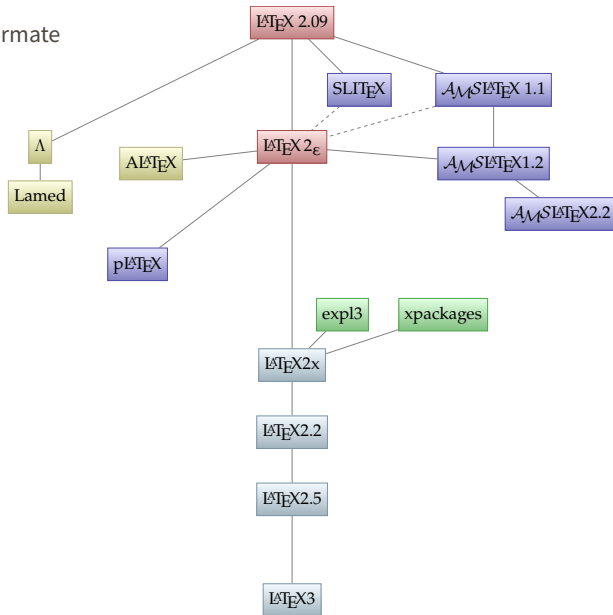 LATEX 2.09
rmate
SLITEX
AMSLATEX 1.1
Λ
ALATEX
LATEX 2ε
AMSLATEX1.2
Lamed
AMSLATEX2.2
pLATEX
expl3
xpackages
LATEX2x
LATEX2.2
LATEX2.5
LATEX3